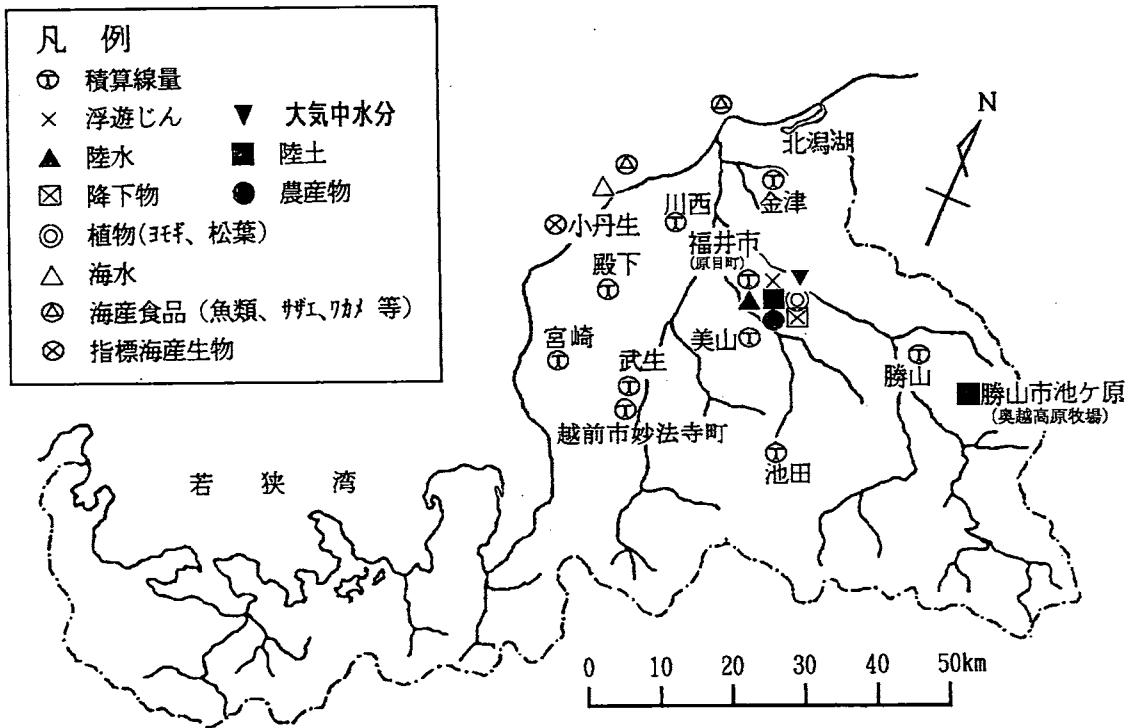 凡 例
積算線量
浮遊じん
大気中水分
陸水
陸土
降下物
農産物
植物(ﾖﾓｷﾞ、松葉)
海水
海産食品 (魚類、ｻｻﾞｴ、ﾜｶﾒ 等)
指標海産生物
N
北潟湖
金津
川西
小丹生
福井市
(原目町)
殿下
美山
宮崎
武生
勝山
勝山市池ケ原
(奥越高原牧場)
越前市妙法寺町
池田
若 狭 湾
0 10 20 30 40 50km